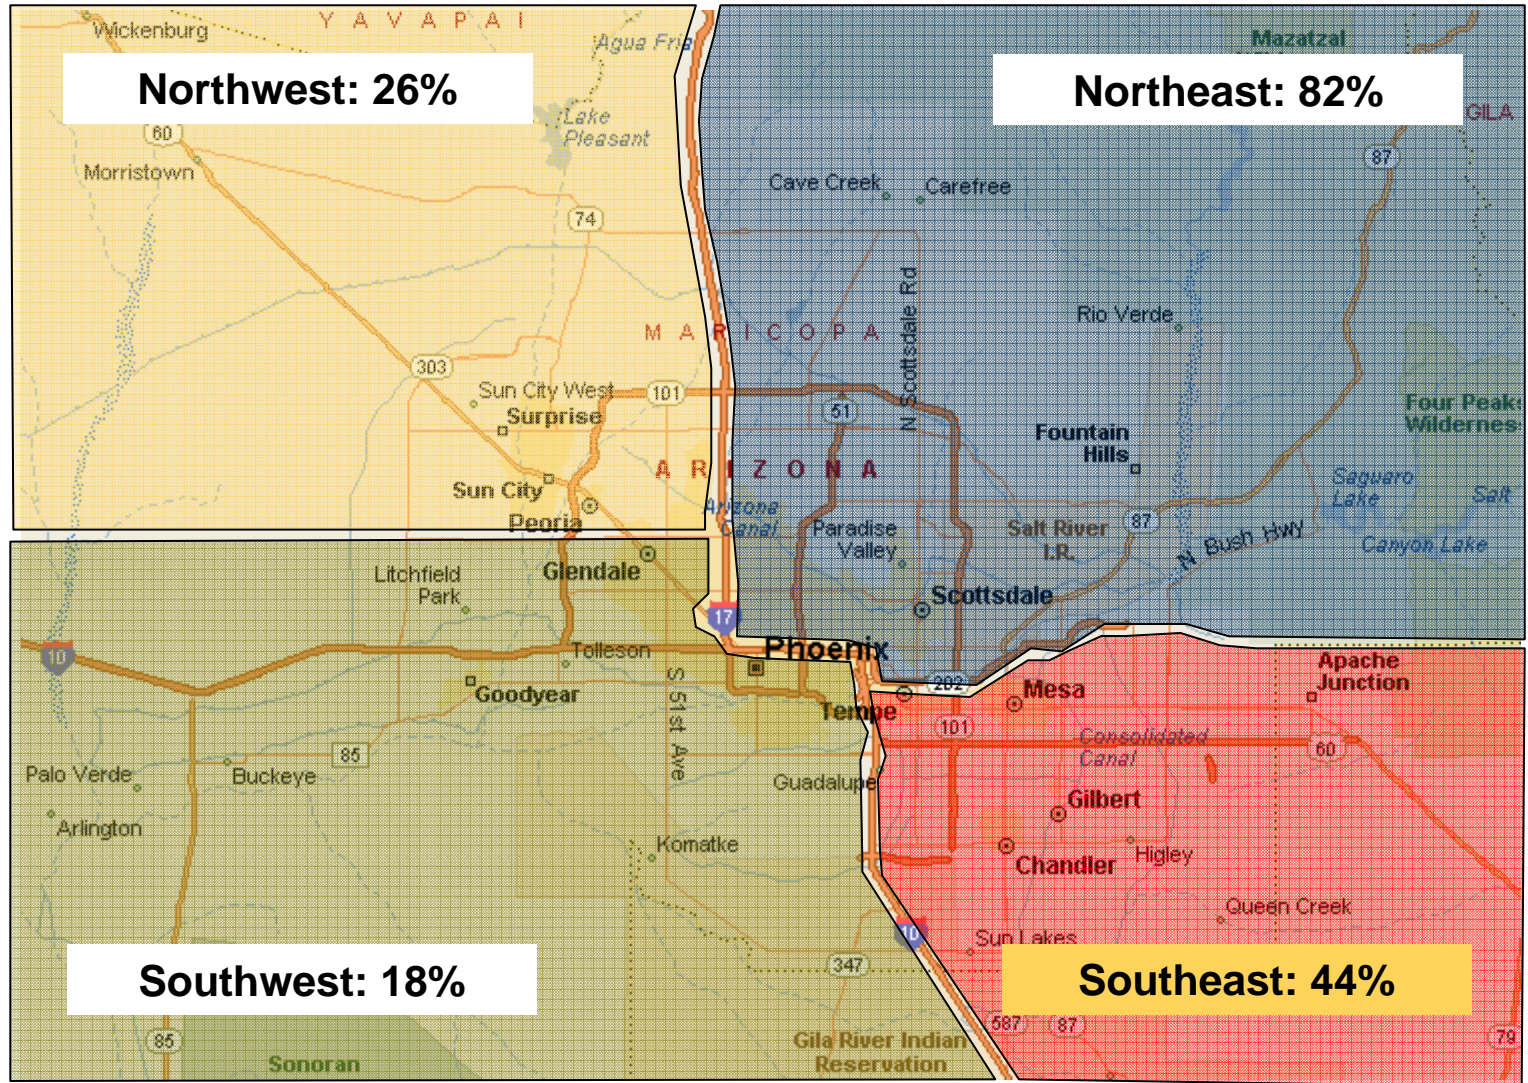 YAVAPAI
Wickenburg
Agua Fria
Mazatzal
Northwest: 26%
Northeast: 82%
GILA
Lake
Pleasant
60
87
Morristown
Cave Creek
Carefree
74
N Scottsdale Rd
Rio Verde
MARICOPA
303
Sun City West
101
51
Surprise
Four Peaks
Wilderness
Fountain
Hills
ARIZONA
Sun City
Saguaro
Lake
Salt
Peoria
Arizona
Canal
Paradise
Valley
Salt River
I.R.
87
N Bush Hwy
Canyon Lake
Glendale
Litchfield
Park
Scottsdale
17
10
Tolleson
Phoenix
Goodyear
S 51st Ave
202
Tempe
Mesa
Apache
Junction
101
Consolidated
Canal
60
85
Palo Verde
Buckeye
Guadalupe
Gilbert
Arlington
Komatke
Chandler
Higley
Queen Creek
10
Sun Lakes
347
Southwest: 18%
Southeast: 44%
587
87
85
79
Gila River Indian
Reservation
Sonoran